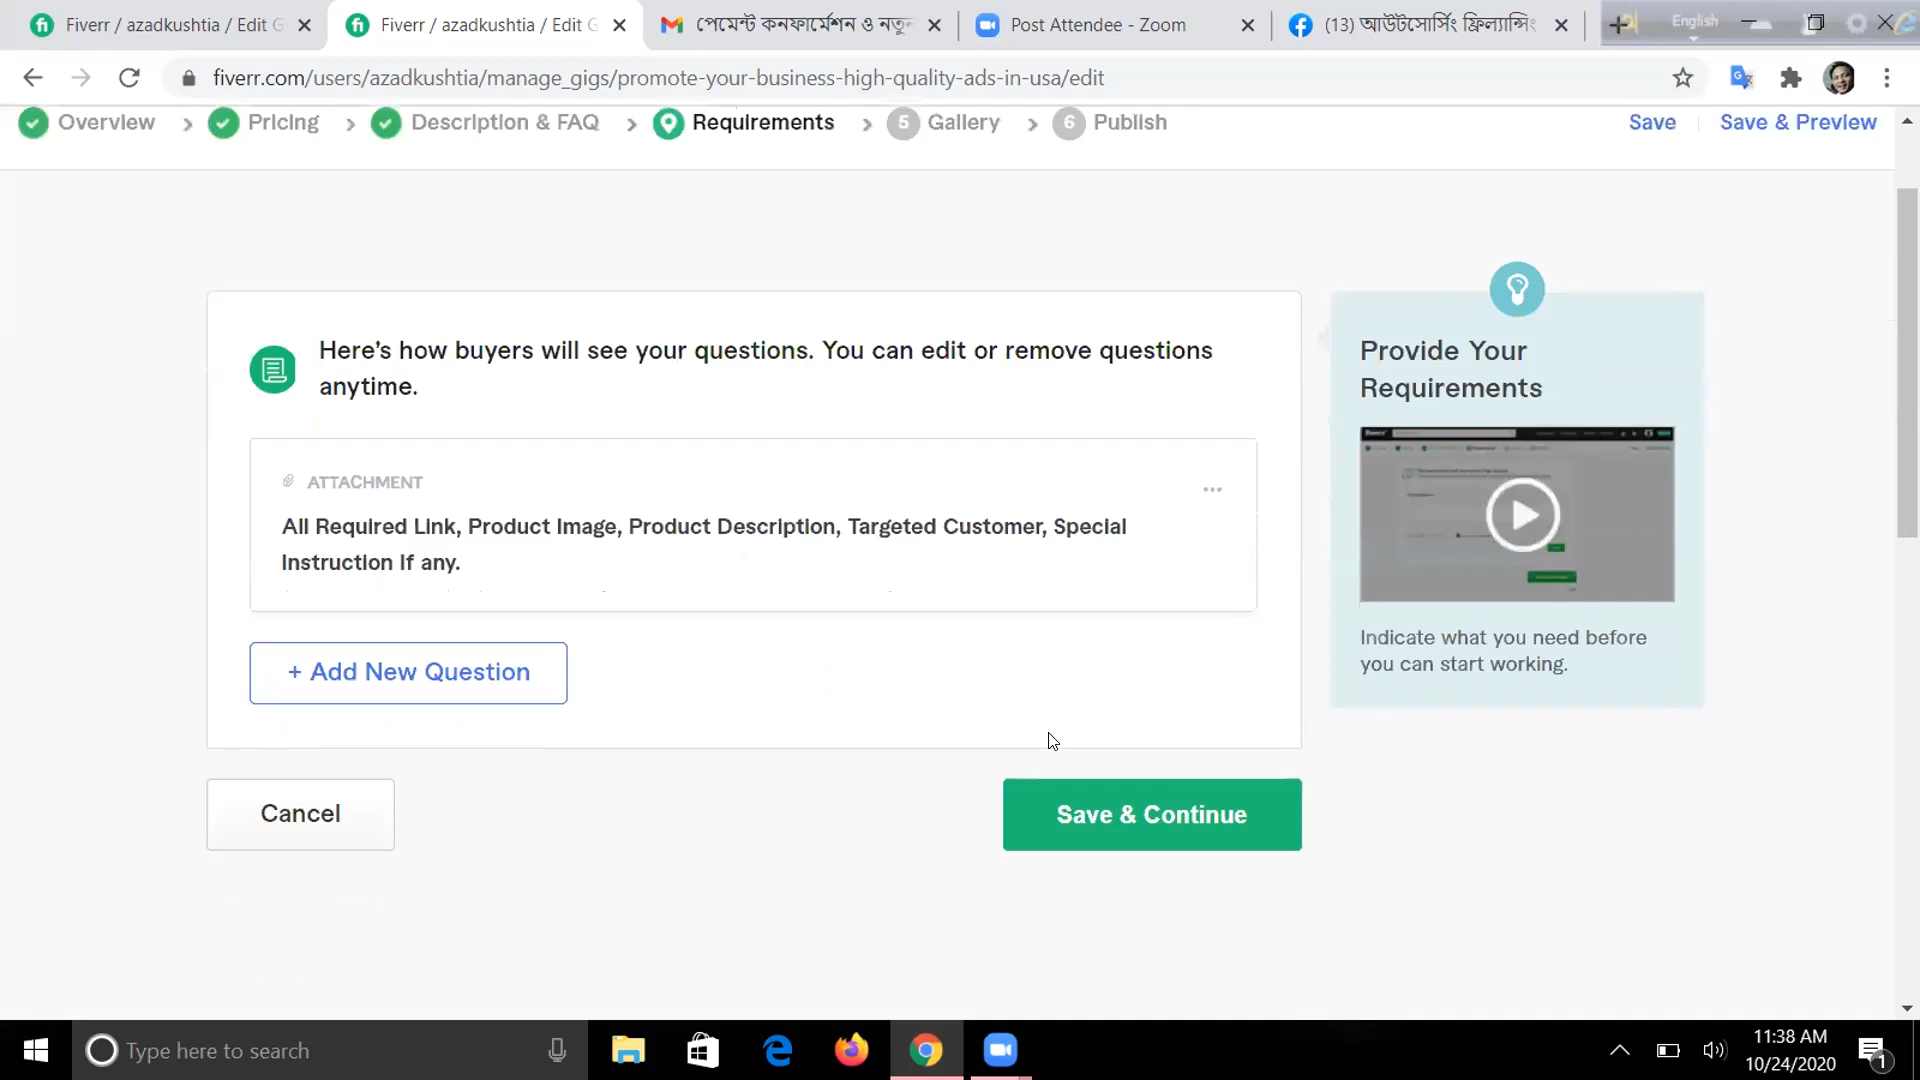 Fiverr / azadkushtia / Edit G
Fiverr / azadkushtia / Edit G
পেমেন্ট কনফার্মেশন ও নতুন
Post Attendee - Zoom
(13) আউটসোর্সিং ফ্রিল্যান্সিং
English
fiverr.com/users/azadkushtia/manage_gigs/promote-your-business-high-quality-ads-in-usa/edit
Overview
Pricing
Description & FAQ
Requirements
5 Gallery
6 Publish
Save
Save & Preview
Here's how buyers will see your questions. You can edit or remove questions
anytime.
ATTACHMENT
All Required Link, Product Image, Product Description, Targeted Customer, Special
Instruction If any.
+ Add New Question
Cancel
Save & Continue
Provide Your
Requirements
Indicate what you need before
you can start working.
Type here to search
11:38 AM
10/24/2020
1